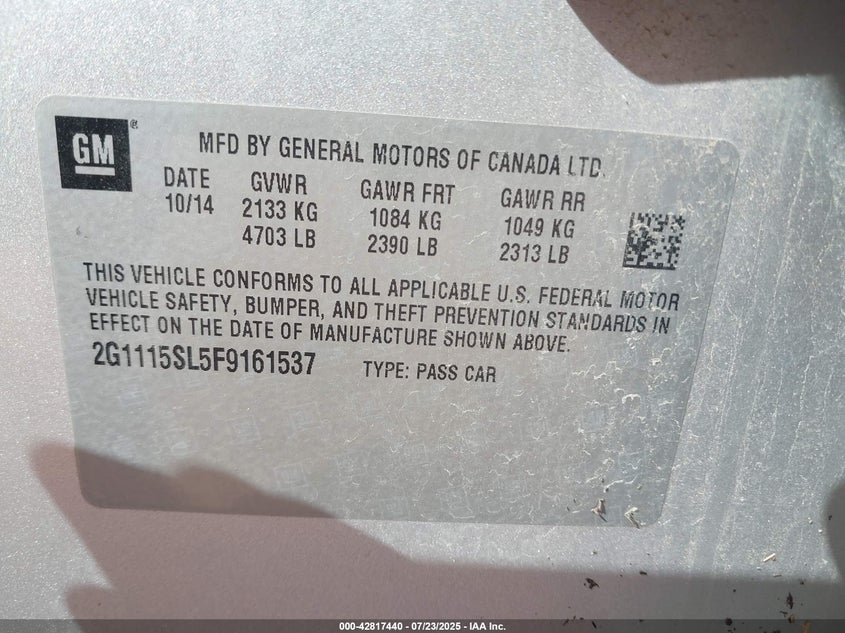 GM®
MFD BY GENERAL MOTORS OF CANADA LTD.
DATE GVWR GAWR FRT GAWR RR
10/14 2133 KG 1084 KG 1049 KG
4703 LB 2390 LB 2313 LB
THIS VEHICLE CONFORMS TO ALL APPLICABLE U.S. FEDERAL MOTOR
VEHICLE SAFETY, BUMPER, AND THEFT PREVENTION STANDARDS IN
EFFECT ON THE DATE OF MANUFACTURE SHOWN ABOVE.
2G1115SL5F9161537 TYPE: PASS CAR
000-42817440 - 07/23/2025 - IAA Inc.